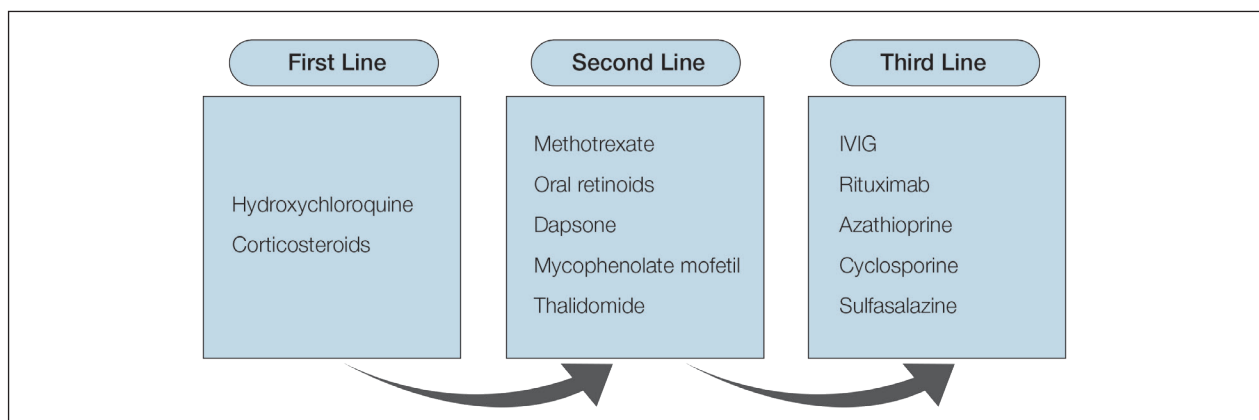 First Line
Hydroxychloroquine
Corticosteroids
Second Line
Methotrexate
Oral retinoids
Dapsone
Mycophenolate mofetil
Thalidomide
Third Line
IVIG
Rituximab
Azathioprine
Cyclosporine
Sulfasalazine